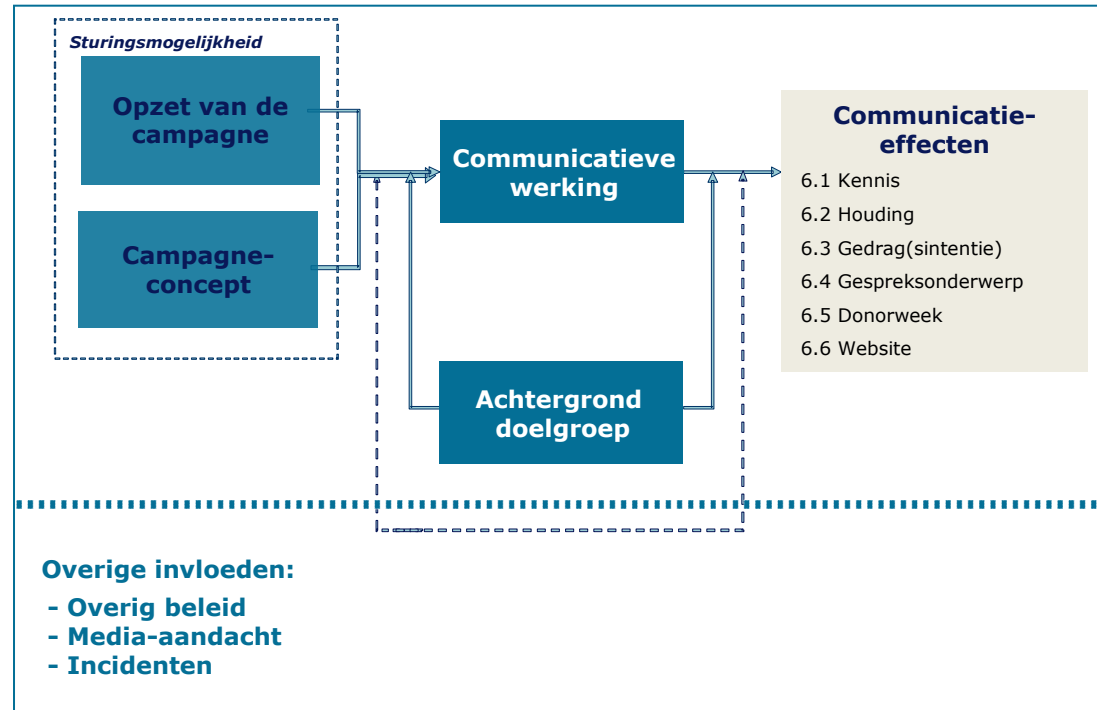 Sturingsmogelijkheid
Opzet van de
campagne
Campagne-
concept
Communicatieve
werking
Achtergrond
doelgroep
Communicatie-
effecten
6.1 Kennis
6.2 Houding
6.3 Gedrag(sintentie)
6.4 Gespreksonderwerp
6.5 Donorweek
6.6 Website
Overige invloeden:
- Overig beleid
- Media-aandacht
- Incidenten